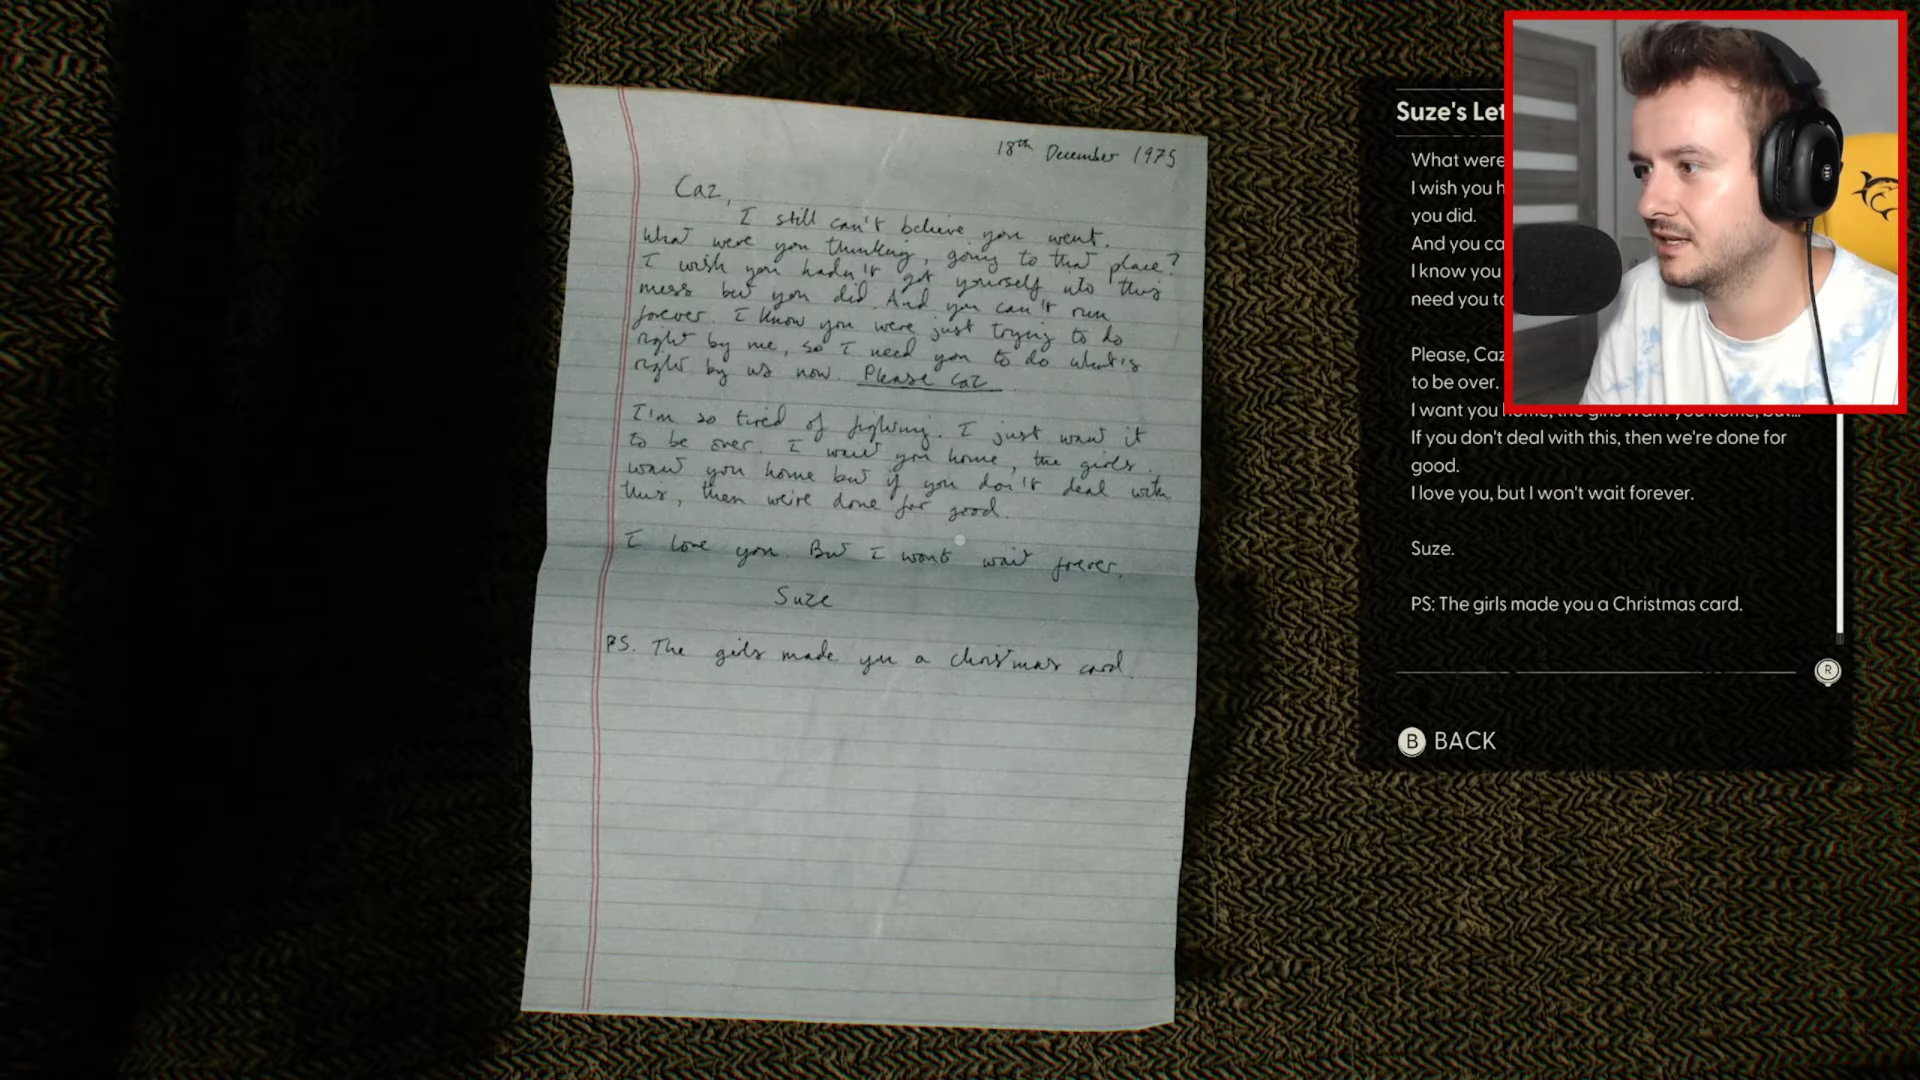 18th December 1975
Caz,
I still can't believe you went.
What were you thinking, going to that place?
I wish you hadn't got yourself into this
mess but you did. And you can't run
forever. I know you were just trying to do
right by me, so I need you to do what's
right by us now. Please Caz
I'm so tired of fighting. I just want it
to be over. I want you home, the girls
want you home but if you don't deal with
this, then we're done for good.
I love you. But I won't wait forever.
Suze
PS. The girls made you a Christmas card.
Suze's Let
What were
I wish you h
you did.
And you ca
I know you
need you to
Please, Caz
to be over.
I want you home, the girls want you home, but...
If you don't deal with this, then we're done for
good.
I love you, but I won't wait forever.
Suze.
PS: The girls made you a Christmas card.
R
B BACK